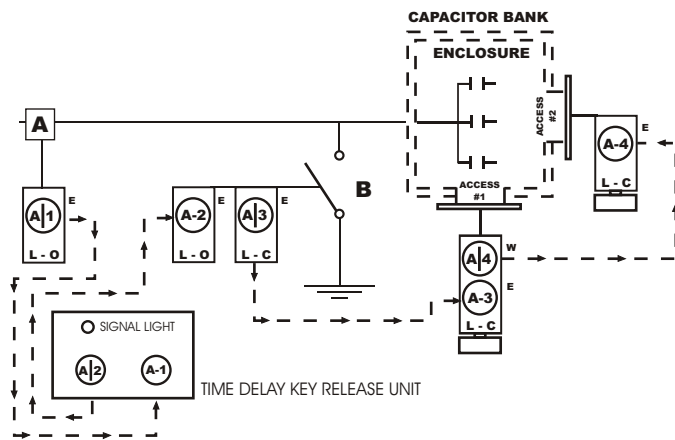 CAPACITOR BANK
ENCLOSURE
ACCESS
#2
A
A-4
E
L - C
B
ACCESS
#1
A|1
E
L - O
A-2
E
L - O
A|3
E
L - C
A|4
W
A-3
E
L - C
SIGNAL LIGHT
A|2
A-1
TIME DELAY KEY RELEASE UNIT